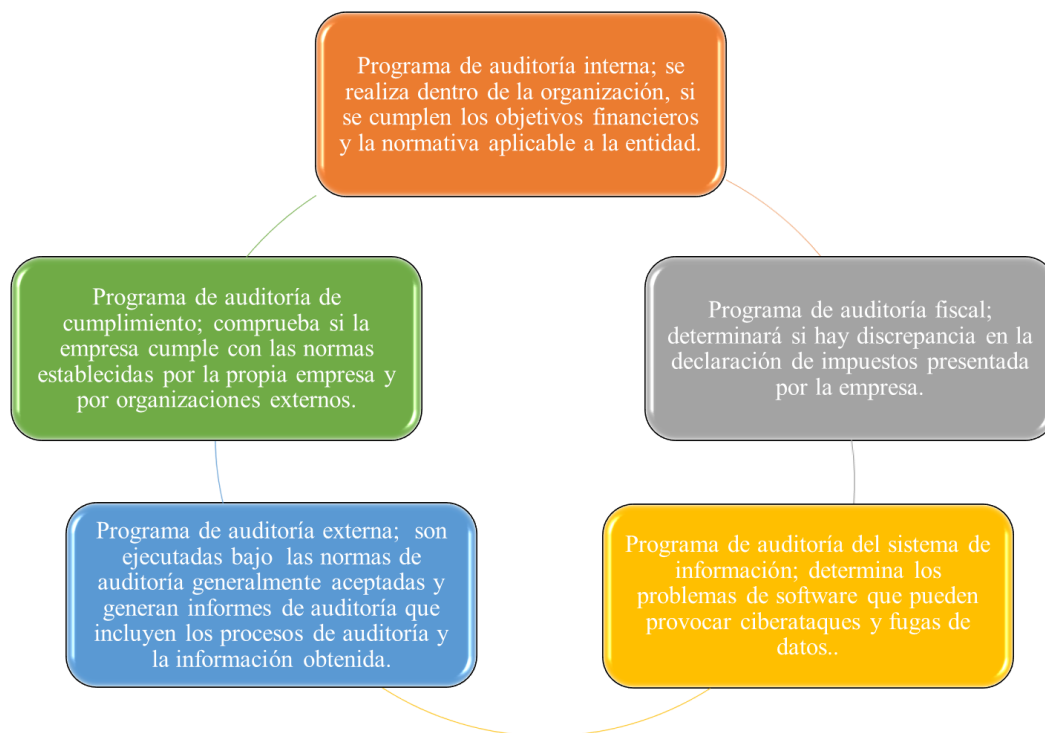 Programa de auditoría interna; se
realiza dentro de la organización, si
se cumplen los objetivos financieros
y la normativa aplicable a la entidad.
Programa de auditoría de
cumplimiento; comprueba si la
empresa cumple con las normas
establecidas por la propia empresa y
por organizaciones externos.
Programa de auditoría fiscal;
determinará si hay discrepancia en la
declaración de impuestos presentada
por la empresa.
Programa de auditoría externa; son
ejecutadas bajo las normas de
auditoría generalmente aceptadas y
generan informes de auditoría que
incluyen los procesos de auditoría y
la información obtenida.
Programa de auditoría del sistema de
información; determina los
problemas de software que pueden
provocar ciberataques y fugas de
datos..